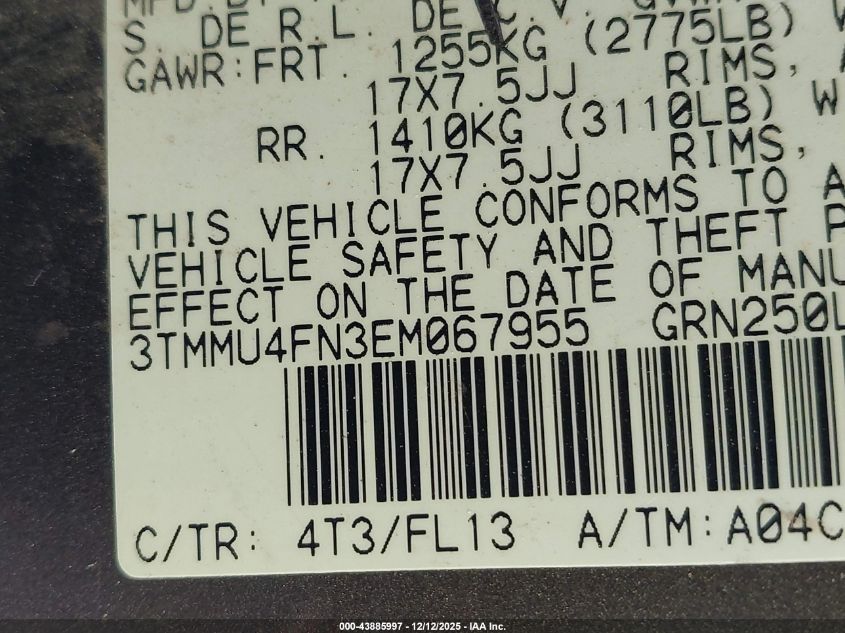 S. DE R.L. DE C.V.
GAWR:FRT. 1255KG (2775LB) W
17X7.5JJ RIMS,
RR. 1410KG (3110LB) W
17X7.5JJ RIMS,
THIS VEHICLE CONFORMS TO A
VEHICLE SAFETY AND THEFT P
EFFECT ON THE DATE OF MANU
3TMMU4FN3EM067955 GRN250L
C/TR: 4T3/FL13 A/TM:A04C
000-43885997 - 12/12/2025 - IAA Inc.